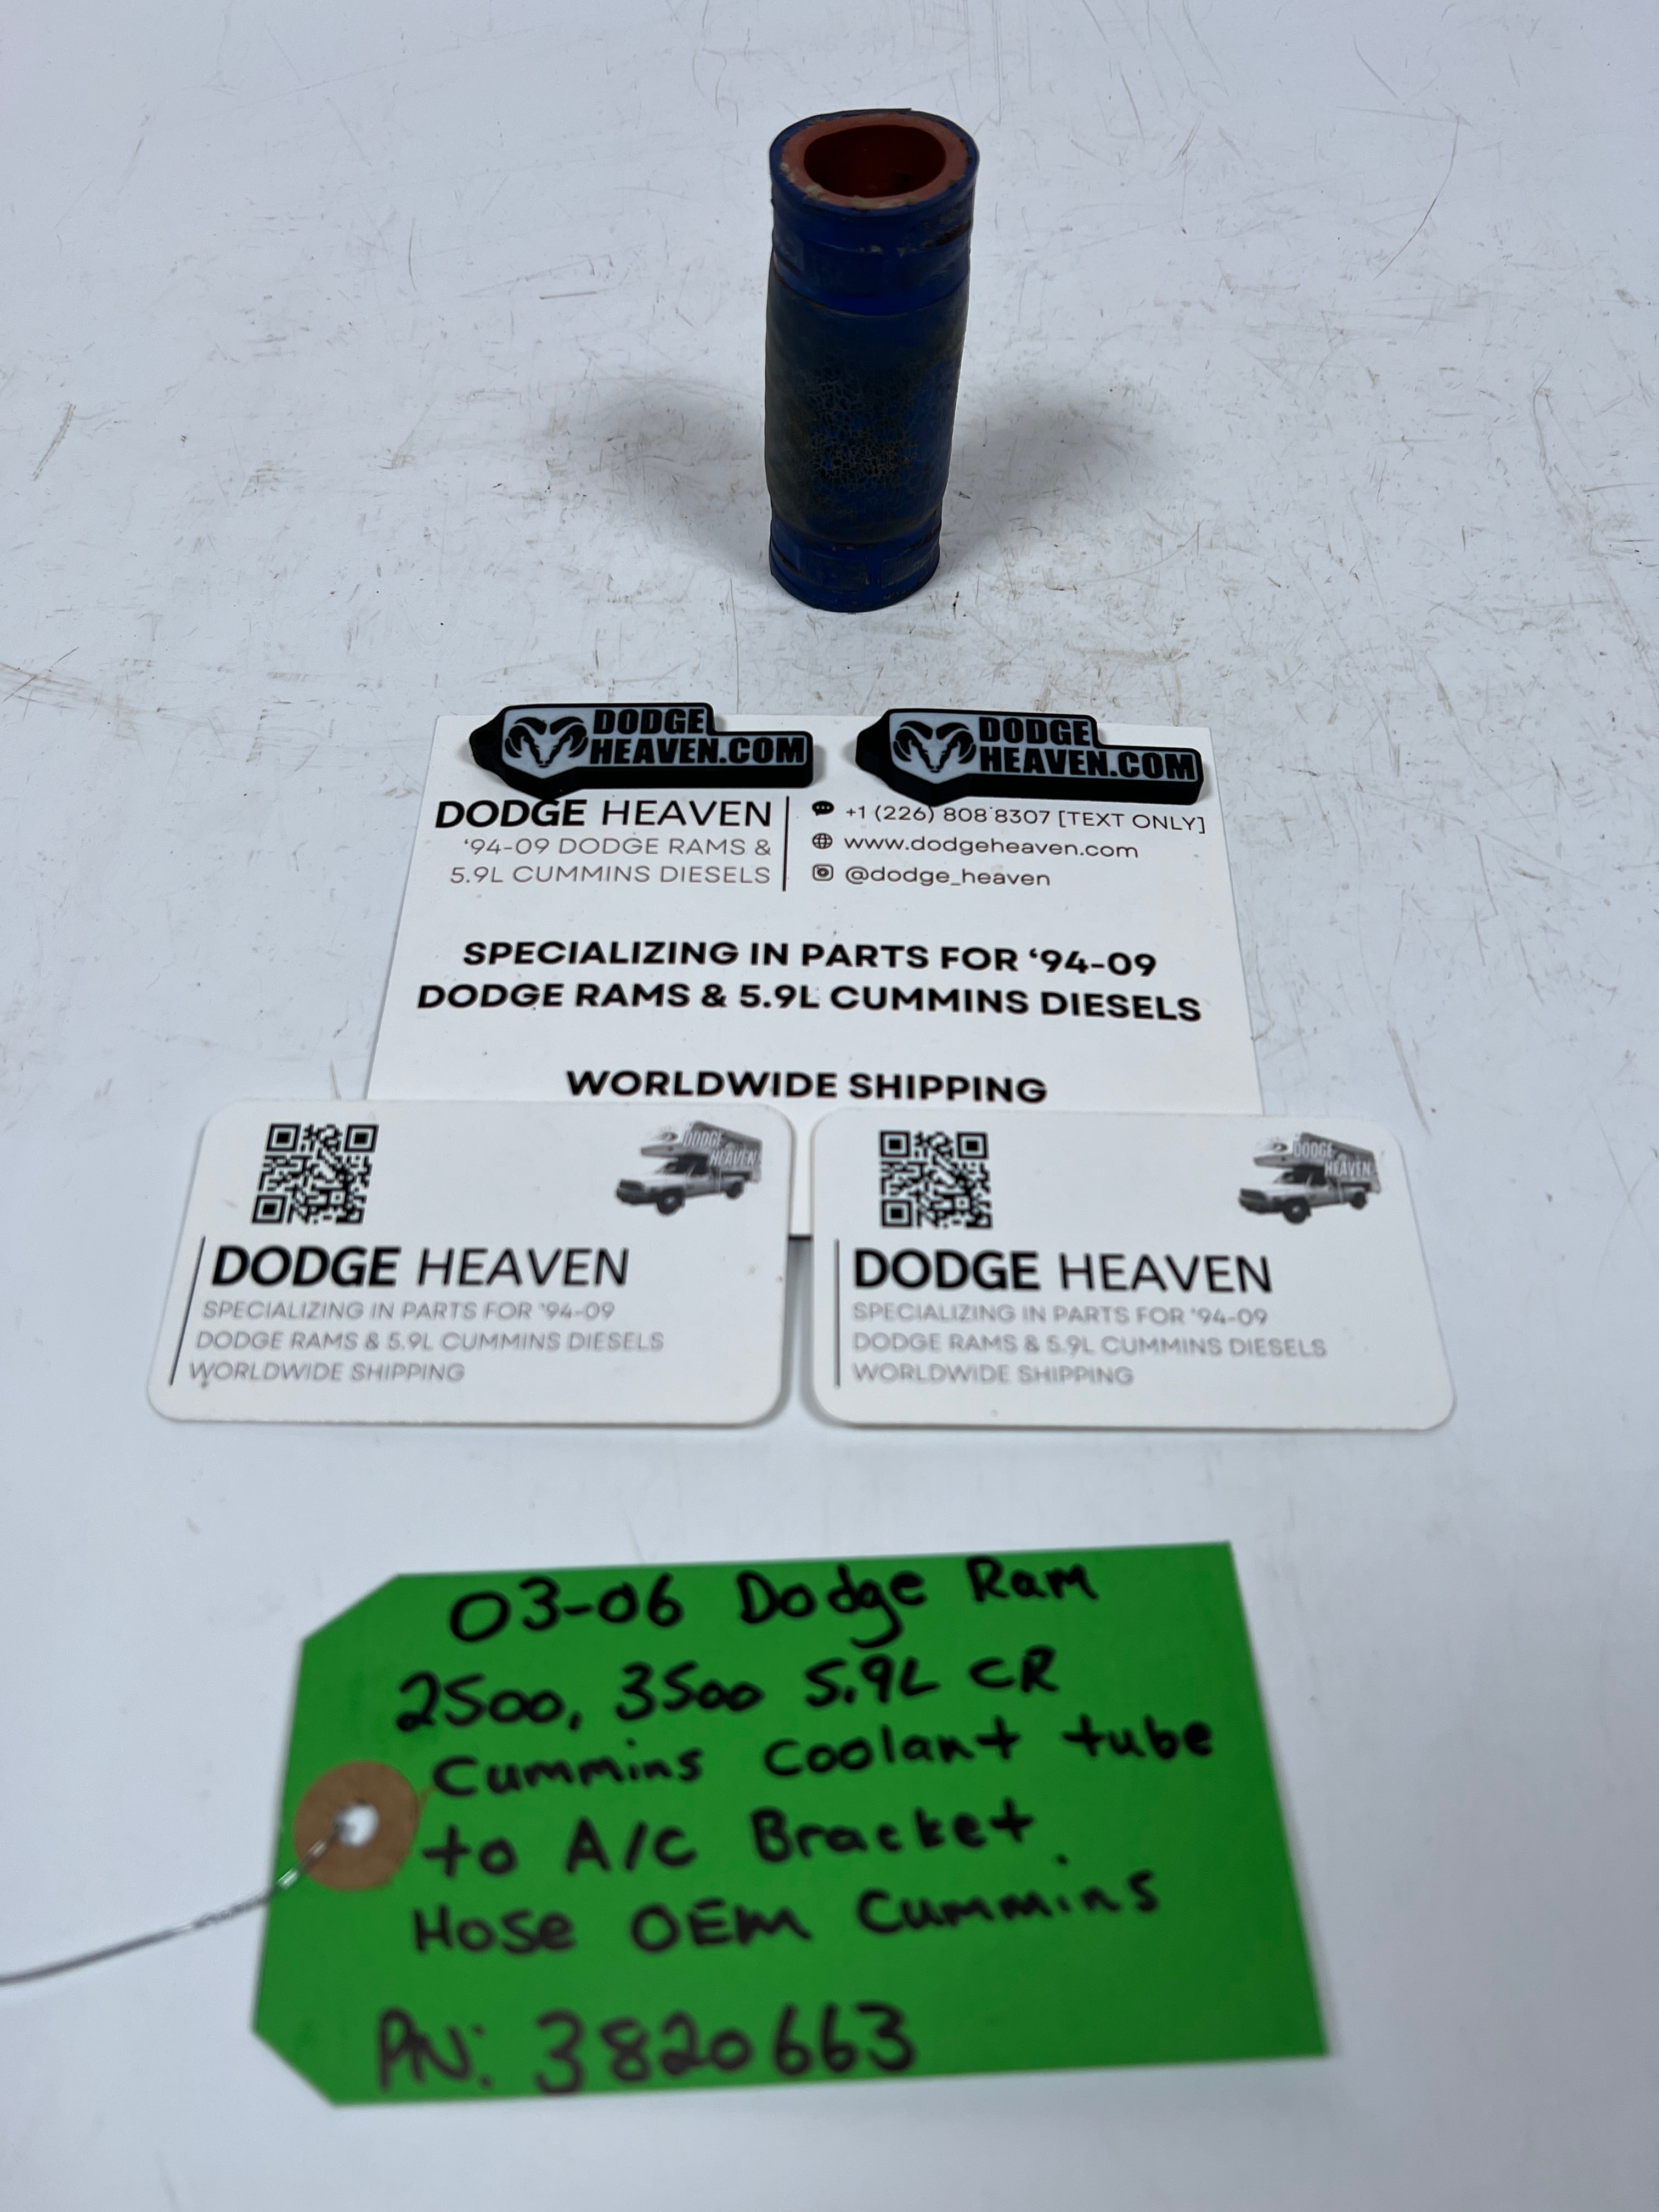 DODGE
HEAVEN.COM
DODGE
HEAVEN.COM
DODGE HEAVEN
'94-09 DODGE RAMS &
5.9L CUMMINS DIESELS
+1 (226) 808 8307 [TEXT ONLY]
www.dodgeheaven.com
@dodge_heaven
SPECIALIZING IN PARTS FOR '94-09
DODGE RAMS & 5.9L CUMMINS DIESELS
WORLDWIDE SHIPPING
DODGE
HEAVEN
DODGE HEAVEN
SPECIALIZING IN PARTS FOR '94-09
DODGE RAMS & 5.9L CUMMINS DIESELS
WORLDWIDE SHIPPING
DODGE
HEAVEN
DODGE HEAVEN
SPECIALIZING IN PARTS FOR '94-09
DODGE RAMS & 5.9L CUMMINS DIESELS
WORLDWIDE SHIPPING
03-06 Dodge Ram
2500, 3500 5.9L CR
Cummins Coolant tube
to A/C Bracket
Hose OEM Cummins
PN: 3820663